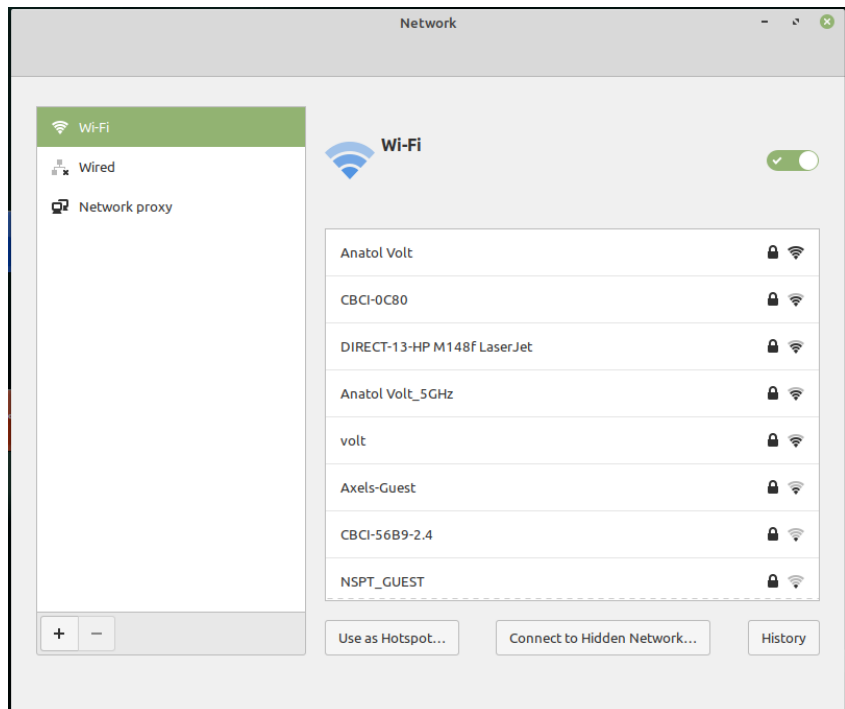 Network
Wi-Fi
Wired
Network proxy
Wi-Fi
Anatol Volt
CBCI-0C80
DIRECT-13-HP M148f LaserJet
Anatol Volt_5GHz
volt
Axels-Guest
CBCI-56B9-2.4
NSPT_GUEST
Use as Hotspot...
Connect to Hidden Network...
History